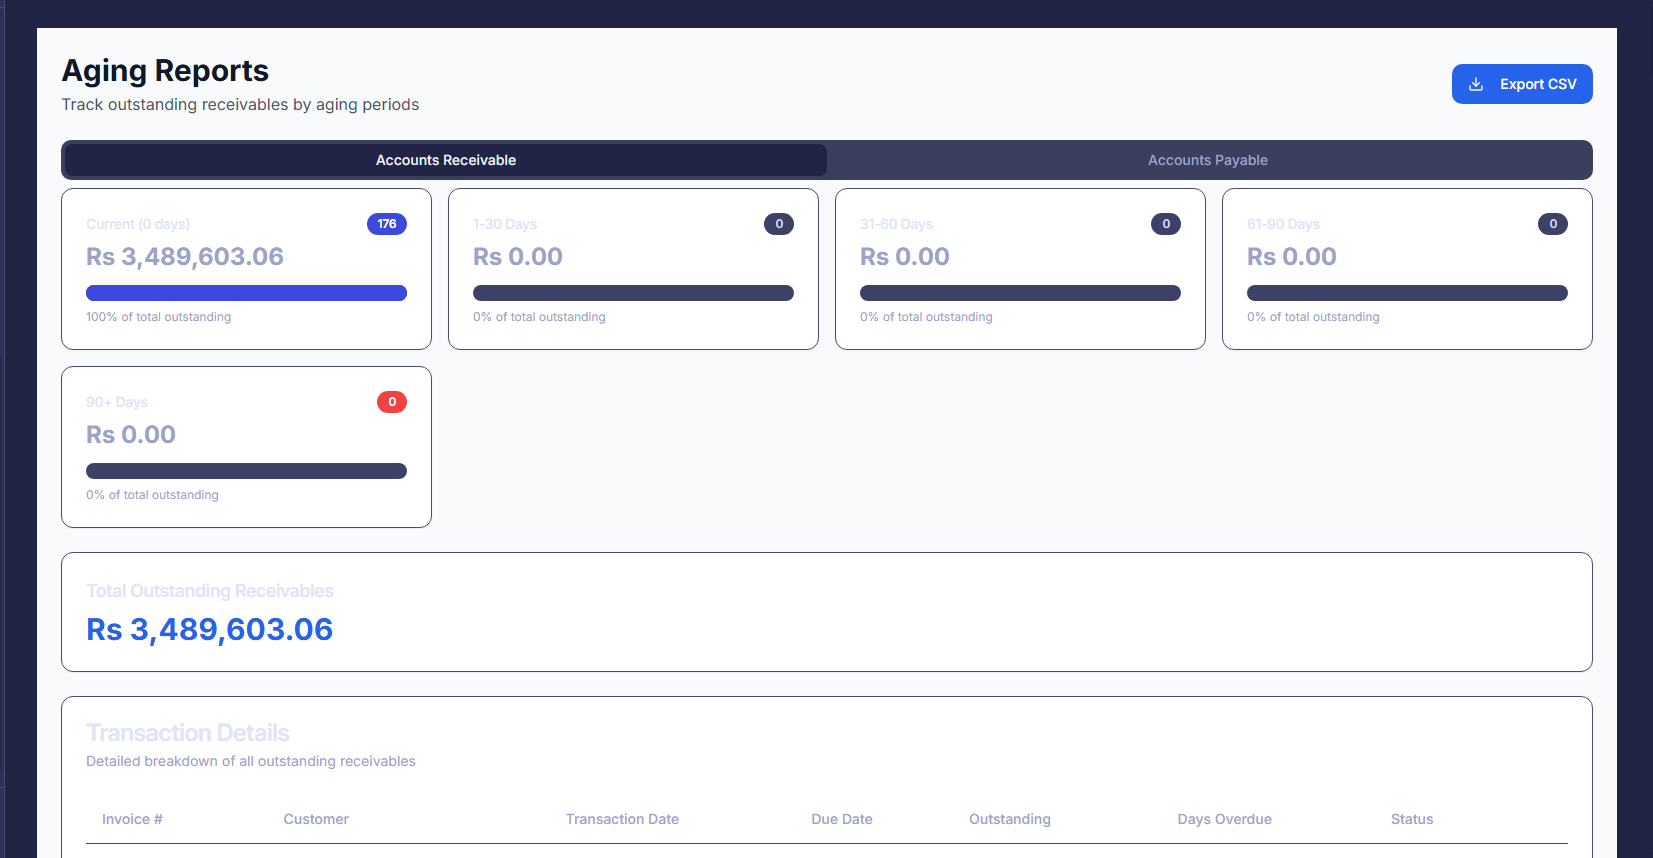 Aging Reports
Track outstanding receivables by aging periods
Export CSV
Accounts Receivable
Accounts Payable
Current (0 days)
176
Rs 3,489,603.06
100% of total outstanding
1-30 Days
0
Rs 0.00
0% of total outstanding
31-60 Days
0
Rs 0.00
0% of total outstanding
61-90 Days
0
Rs 0.00
0% of total outstanding
90+ Days
0
Rs 0.00
0% of total outstanding
Total Outstanding Receivables
Rs 3,489,603.06
Transaction Details
Detailed breakdown of all outstanding receivables
Invoice # Customer Transaction Date Due Date Outstanding Days Overdue Status